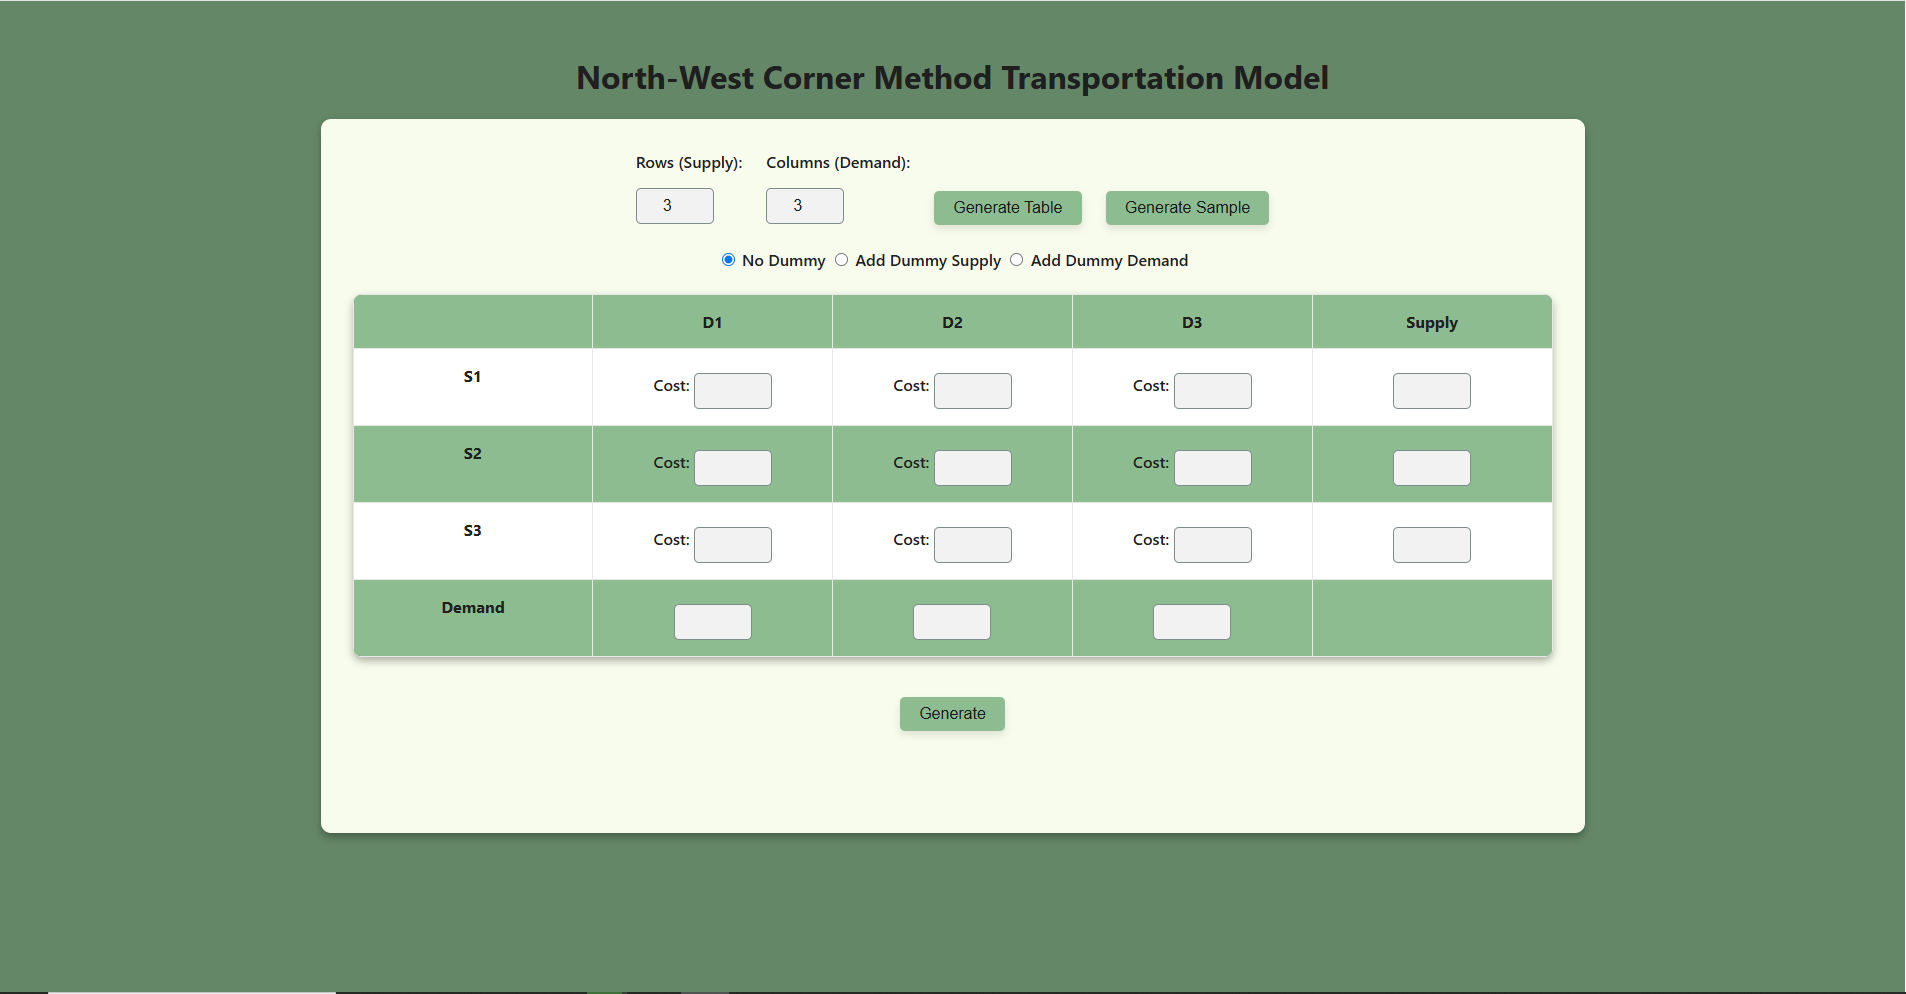 North-West Corner Method Transportation Model
Rows (Supply): Columns (Demand):
3 3 Generate Table Generate Sample
No Dummy Add Dummy Supply Add Dummy Demand
D1 D2 D3 Supply
S1 Cost: Cost: Cost:
S2 Cost: Cost: Cost:
S3 Cost: Cost: Cost:
Demand
Generate